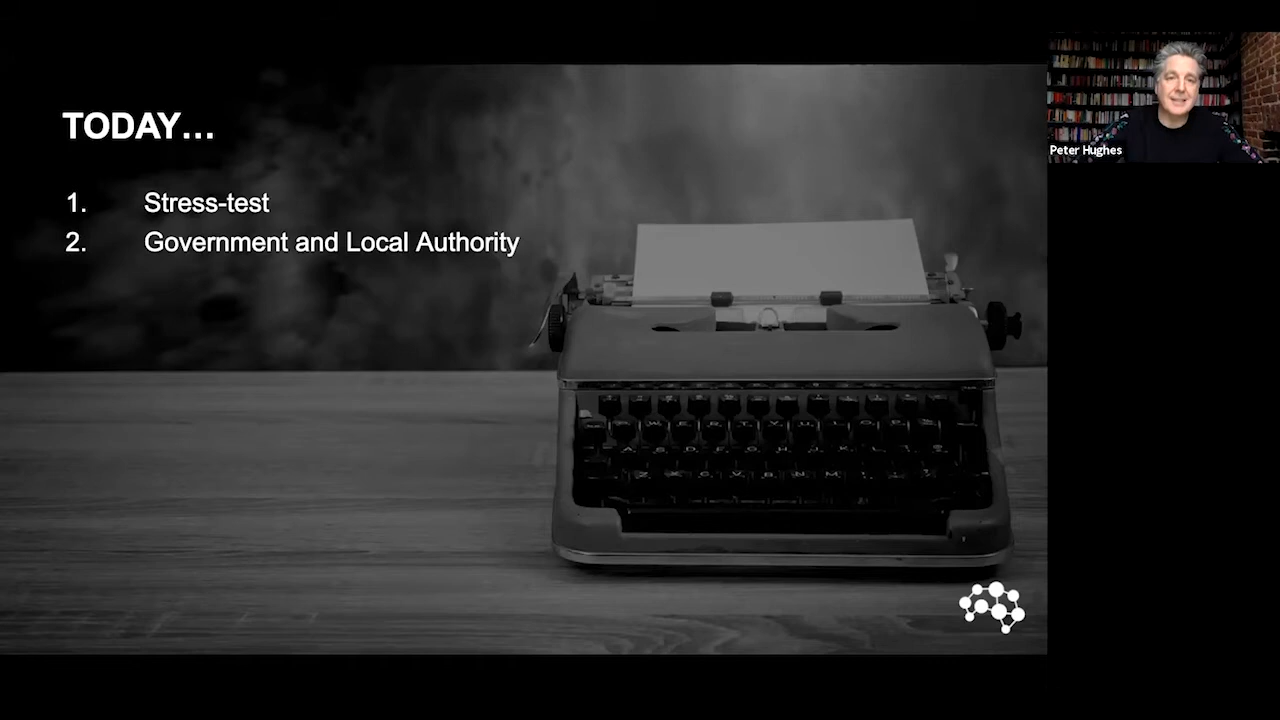 TODAY...
1. Stress-test
2. Government and Local Authority
Peter Hughes